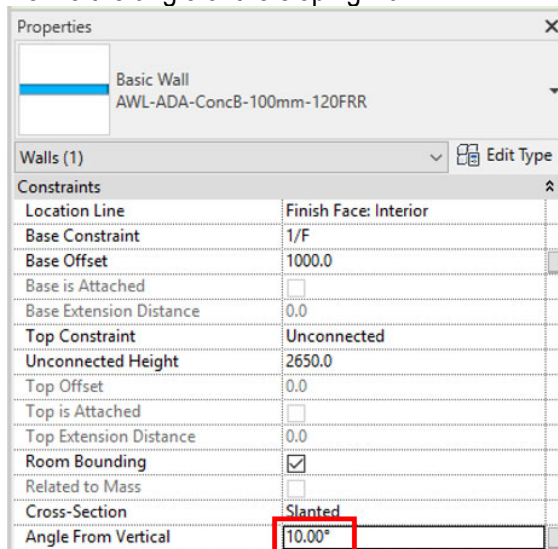 Properties
Basic Wall
AWL-ADA-ConcB-100mm-120FRR
Walls (1) Edit Type
Constraints
Location Line Finish Face: Interior
Base Constraint 1/F
Base Offset 1000.0
Base is Attached
Base Extension Distance 0.0
Top Constraint Unconnected
Unconnected Height 2650.0
Top Offset 0.0
Top is Attached
Top Extension Distance 0.0
Room Bounding
Related to Mass
Cross-Section Slanted
Angle From Vertical 10.00°